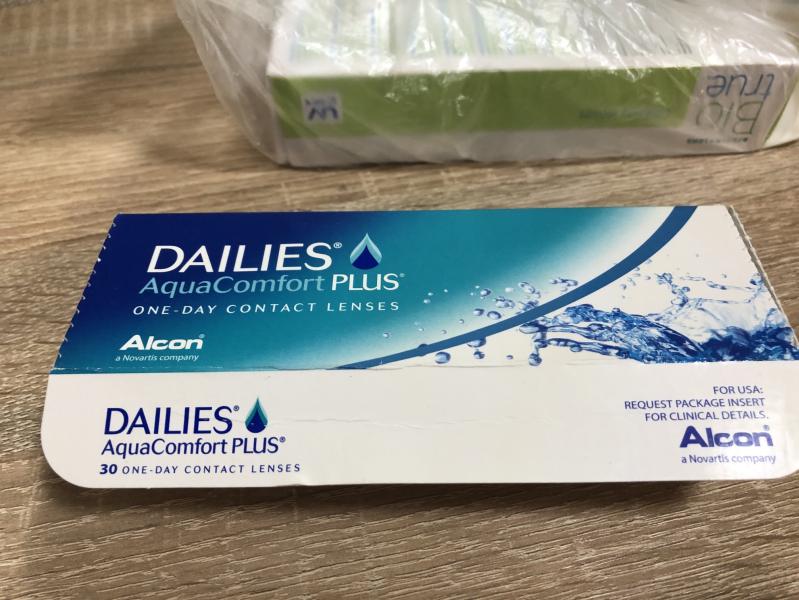 Bio
true
UV
DAILIES®
AquaComfort PLUS®
ONE-DAY CONTACT LENSES
Alcon®
a Novartis company
DAILIES®
AquaComfort PLUS®
30 ONE-DAY CONTACT LENSES
FOR USA:
REQUEST PACKAGE INSERT
FOR CLINICAL DETAILS.
Alcon®
a Novartis company